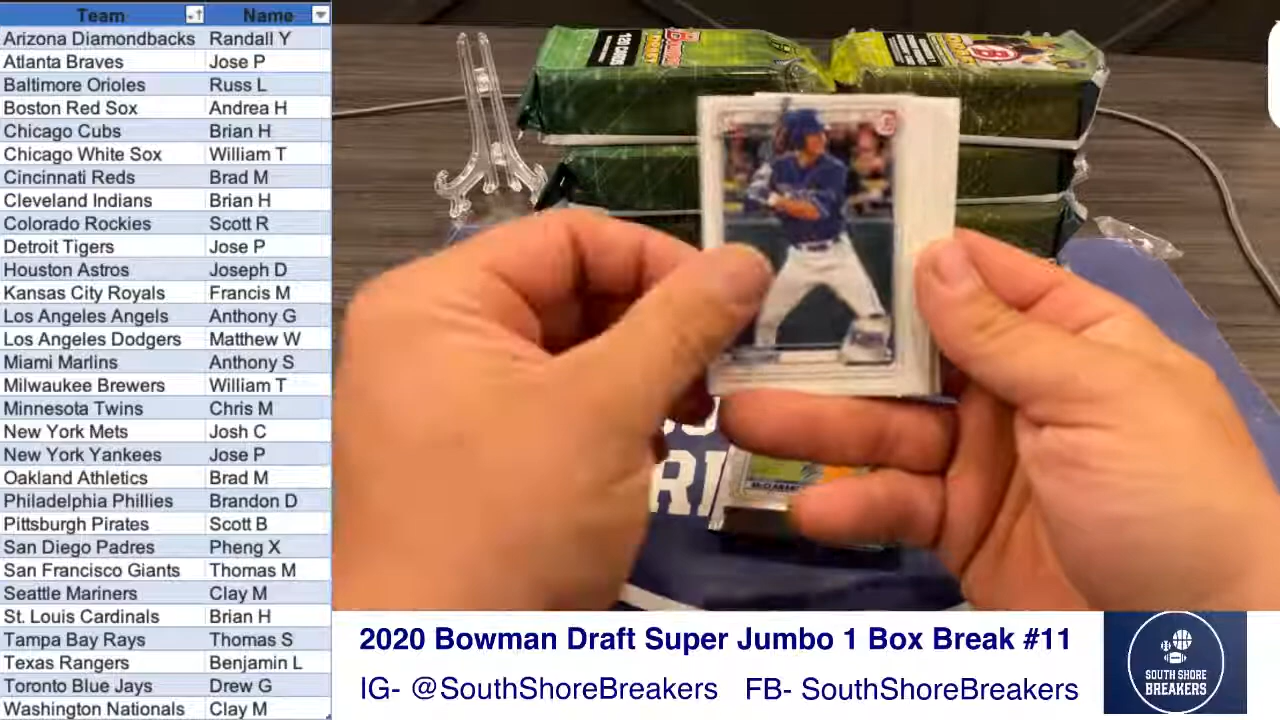 Team Name
Arizona Diamondbacks Randall Y
Atlanta Braves Jose P
Baltimore Orioles Russ L
Boston Red Sox Andrea H
Chicago Cubs Brian H
Chicago White Sox William T
Cincinnati Reds Brad M
Cleveland Indians Brian H
Colorado Rockies Scott R
Detroit Tigers Jose P
Houston Astros Joseph D
Kansas City Royals Francis M
Los Angeles Angels Anthony G
Los Angeles Dodgers Matthew W
Miami Marlins Anthony S
Milwaukee Brewers William T
Minnesota Twins Chris M
New York Mets Josh C
New York Yankees Jose P
Oakland Athletics Brad M
Philadelphia Phillies Brandon D
Pittsburgh Pirates Scott B
San Diego Padres Pheng X
San Francisco Giants Thomas M
Seattle Mariners Clay M
St. Louis Cardinals Brian H
Tampa Bay Rays Thomas S
Texas Rangers Benjamin L
Toronto Blue Jays Drew G
Washington Nationals Clay M
120 CARDS
Bowman
2020 Bowman Draft Super Jumbo 1 Box Break #11
IG- @SouthShoreBreakers FB- SouthShoreBreakers
SOUTH SHORE
BREAKERS